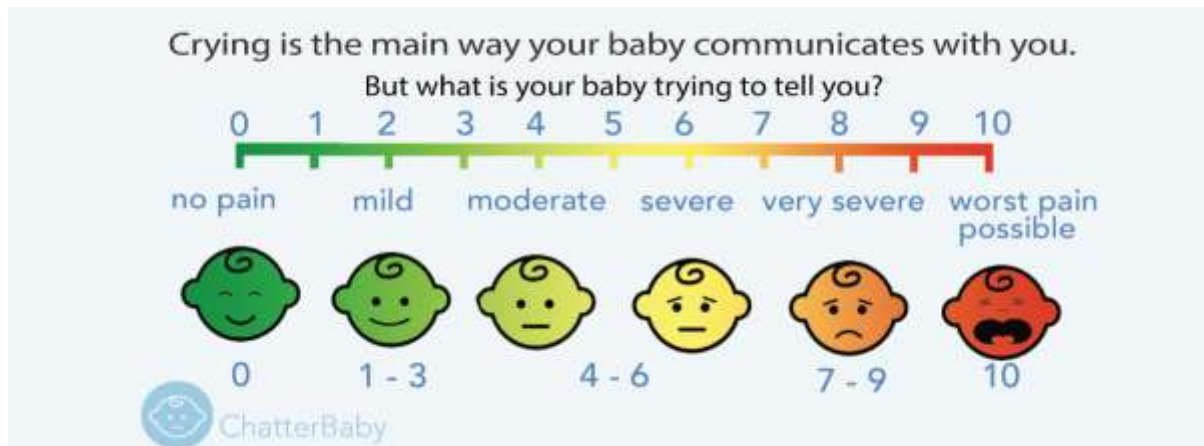 Crying is the main way your baby communicates with you.
But what is your baby trying to tell you?
0 1 2 3 4 5 6 7 8 9 10
no pain mild moderate severe very severe worst pain
possible
0 1 - 3 4 - 6 7 - 9 10
ChatterBaby